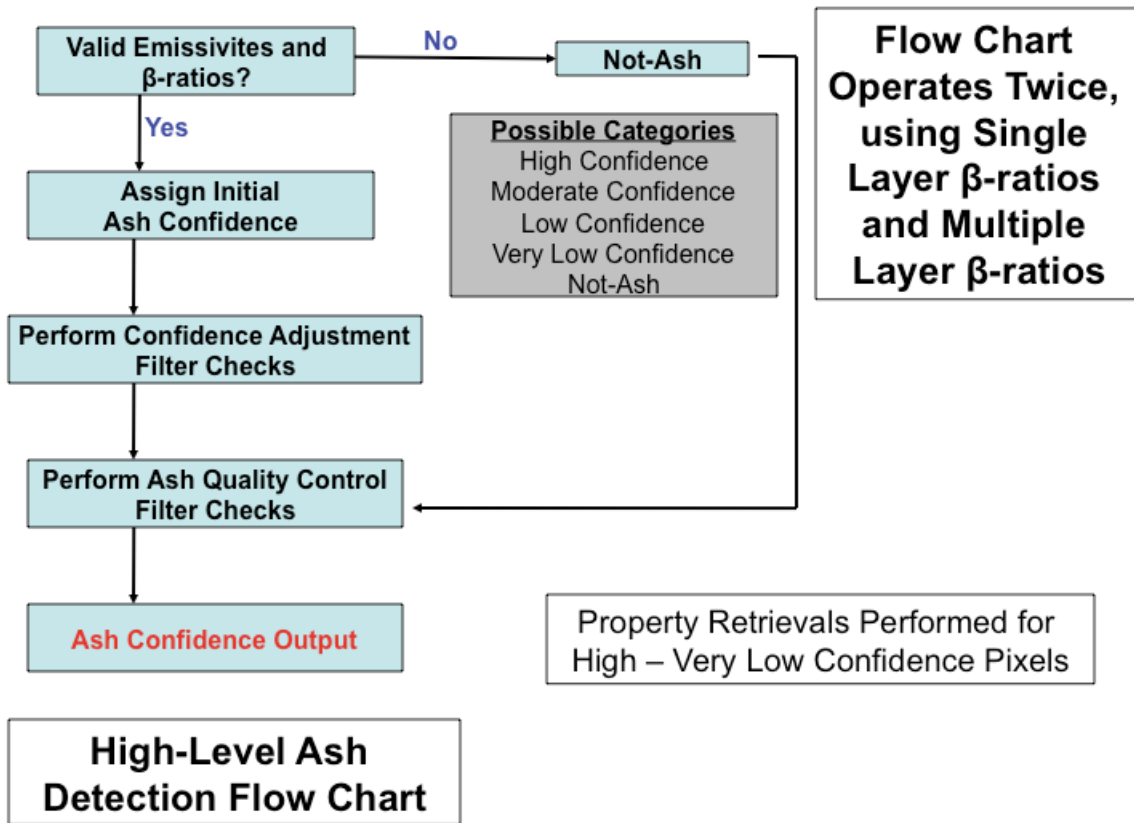 Valid Emissivites and
β-ratios?
No
Not-Ash
Flow Chart
Operates Twice,
using Single
Layer β-ratios
and Multiple
Layer β-ratios
Yes
Possible Categories
High Confidence
Moderate Confidence
Low Confidence
Very Low Confidence
Not-Ash
Assign Initial
Ash Confidence
Perform Confidence Adjustment
Filter Checks
Perform Ash Quality Control
Filter Checks
Ash Confidence Output
Property Retrievals Performed for
High – Very Low Confidence Pixels
High-Level Ash
Detection Flow Chart